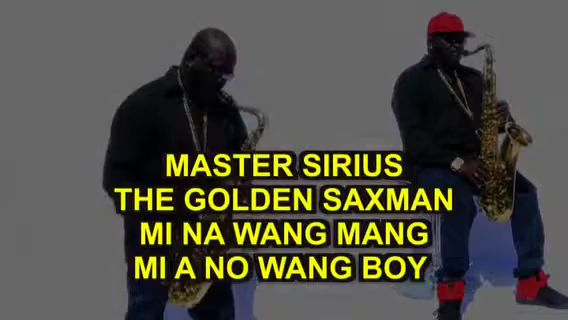 MASTER SIRIUS
THE GOLDEN SAXMAN
MI NA WANG MANG
MI A NO WANG BOY